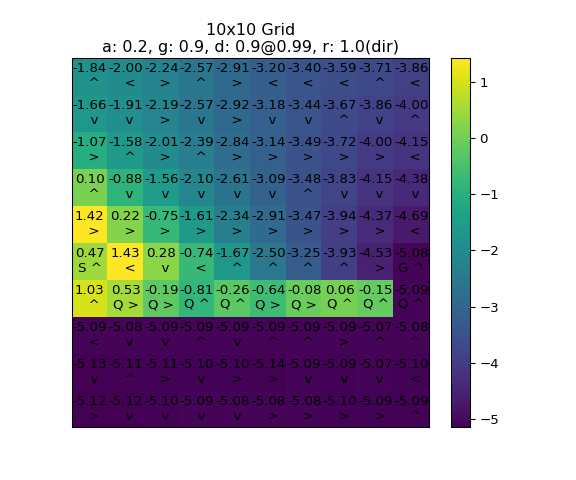 10x10 Grid
a: 0.2, g: 0.9, d: 0.9@0.99, r: 1.0(dir)
-1.84 -2.00 -2.24 -2.57 -2.91 -3.20 -3.40 -3.59 -3.71 -3.86
^ < > ^ > < < < > <
-1.66 -1.91 -2.19 -2.57 -2.92 -3.18 -3.44 -3.67 -3.86 -4.00
v v > v > v v ^ v ^
-1.07 -1.58 -2.01 -2.39 -2.84 -3.14 -3.49 -3.72 -4.00 -4.15
> ^ > ^ > > > > > <
0.10 -0.88 -1.56 -2.10 -2.61 -3.09 -3.48 -3.83 -4.15 -4.38
^ v v v v v ^ v v v
1.42 0.22 -0.75 -1.61 -2.34 -2.91 -3.47 -3.94 -4.37 -4.69
> > > > > > > > > <
0.47 1.43 0.28 -0.74 -1.67 -2.50 -3.25 -3.93 -4.53 -5.08
S ^ < v < ^ ^ ^ ^ > G ^
1.03 0.53 -0.19 -0.81 -0.26 -0.64 -0.08 0.06 -0.15 -5.09
^ Q > Q > Q ^ Q ^ Q > Q > Q ^ Q ^ Q ^
-5.09 -5.08 -5.09 -5.09 -5.09 -5.09 -5.09 -5.09 -5.07 -5.08
< v v ^ v ^ ^ > ^ ^
-5.13 -5.11 -5.11 -5.10 -5.10 -5.14 -5.09 -5.09 -5.07 -5.10
v ^ > v > > v v v <
-5.12 -5.12 -5.10 -5.09 -5.08 -5.08 -5.08 -5.10 -5.09 -5.09
> v v v v > > > > ^
1
0
−1
−2
−3
−4
−5